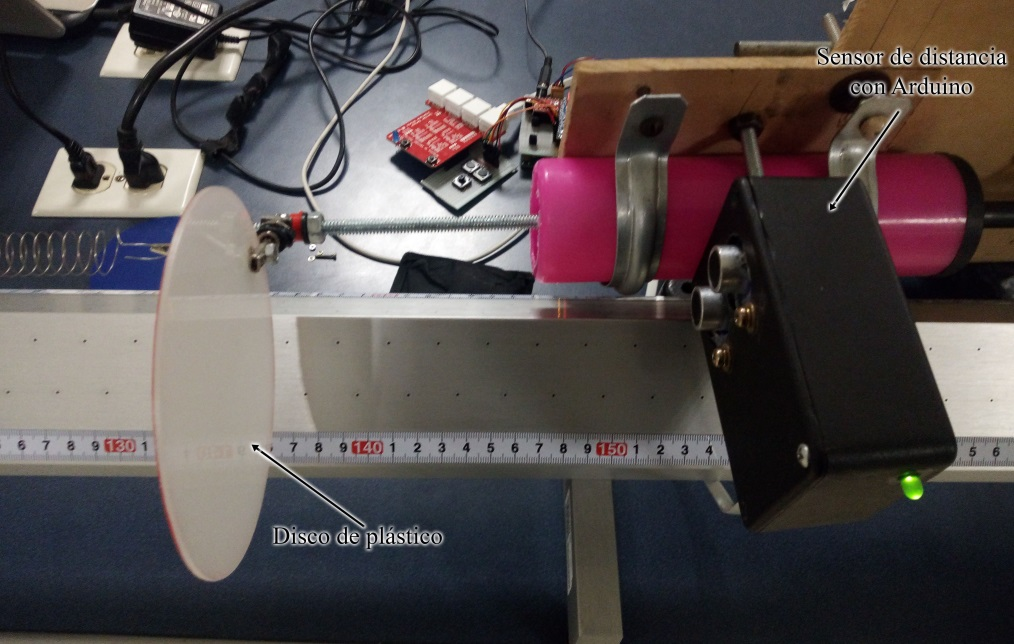 Sensor de distancia
con Arduino
6 7 8 9 130 1 7 8 9 140 1 2 3 4 5 6 7 8 9 150 1 2 3 4 5 6
Disco de plástico